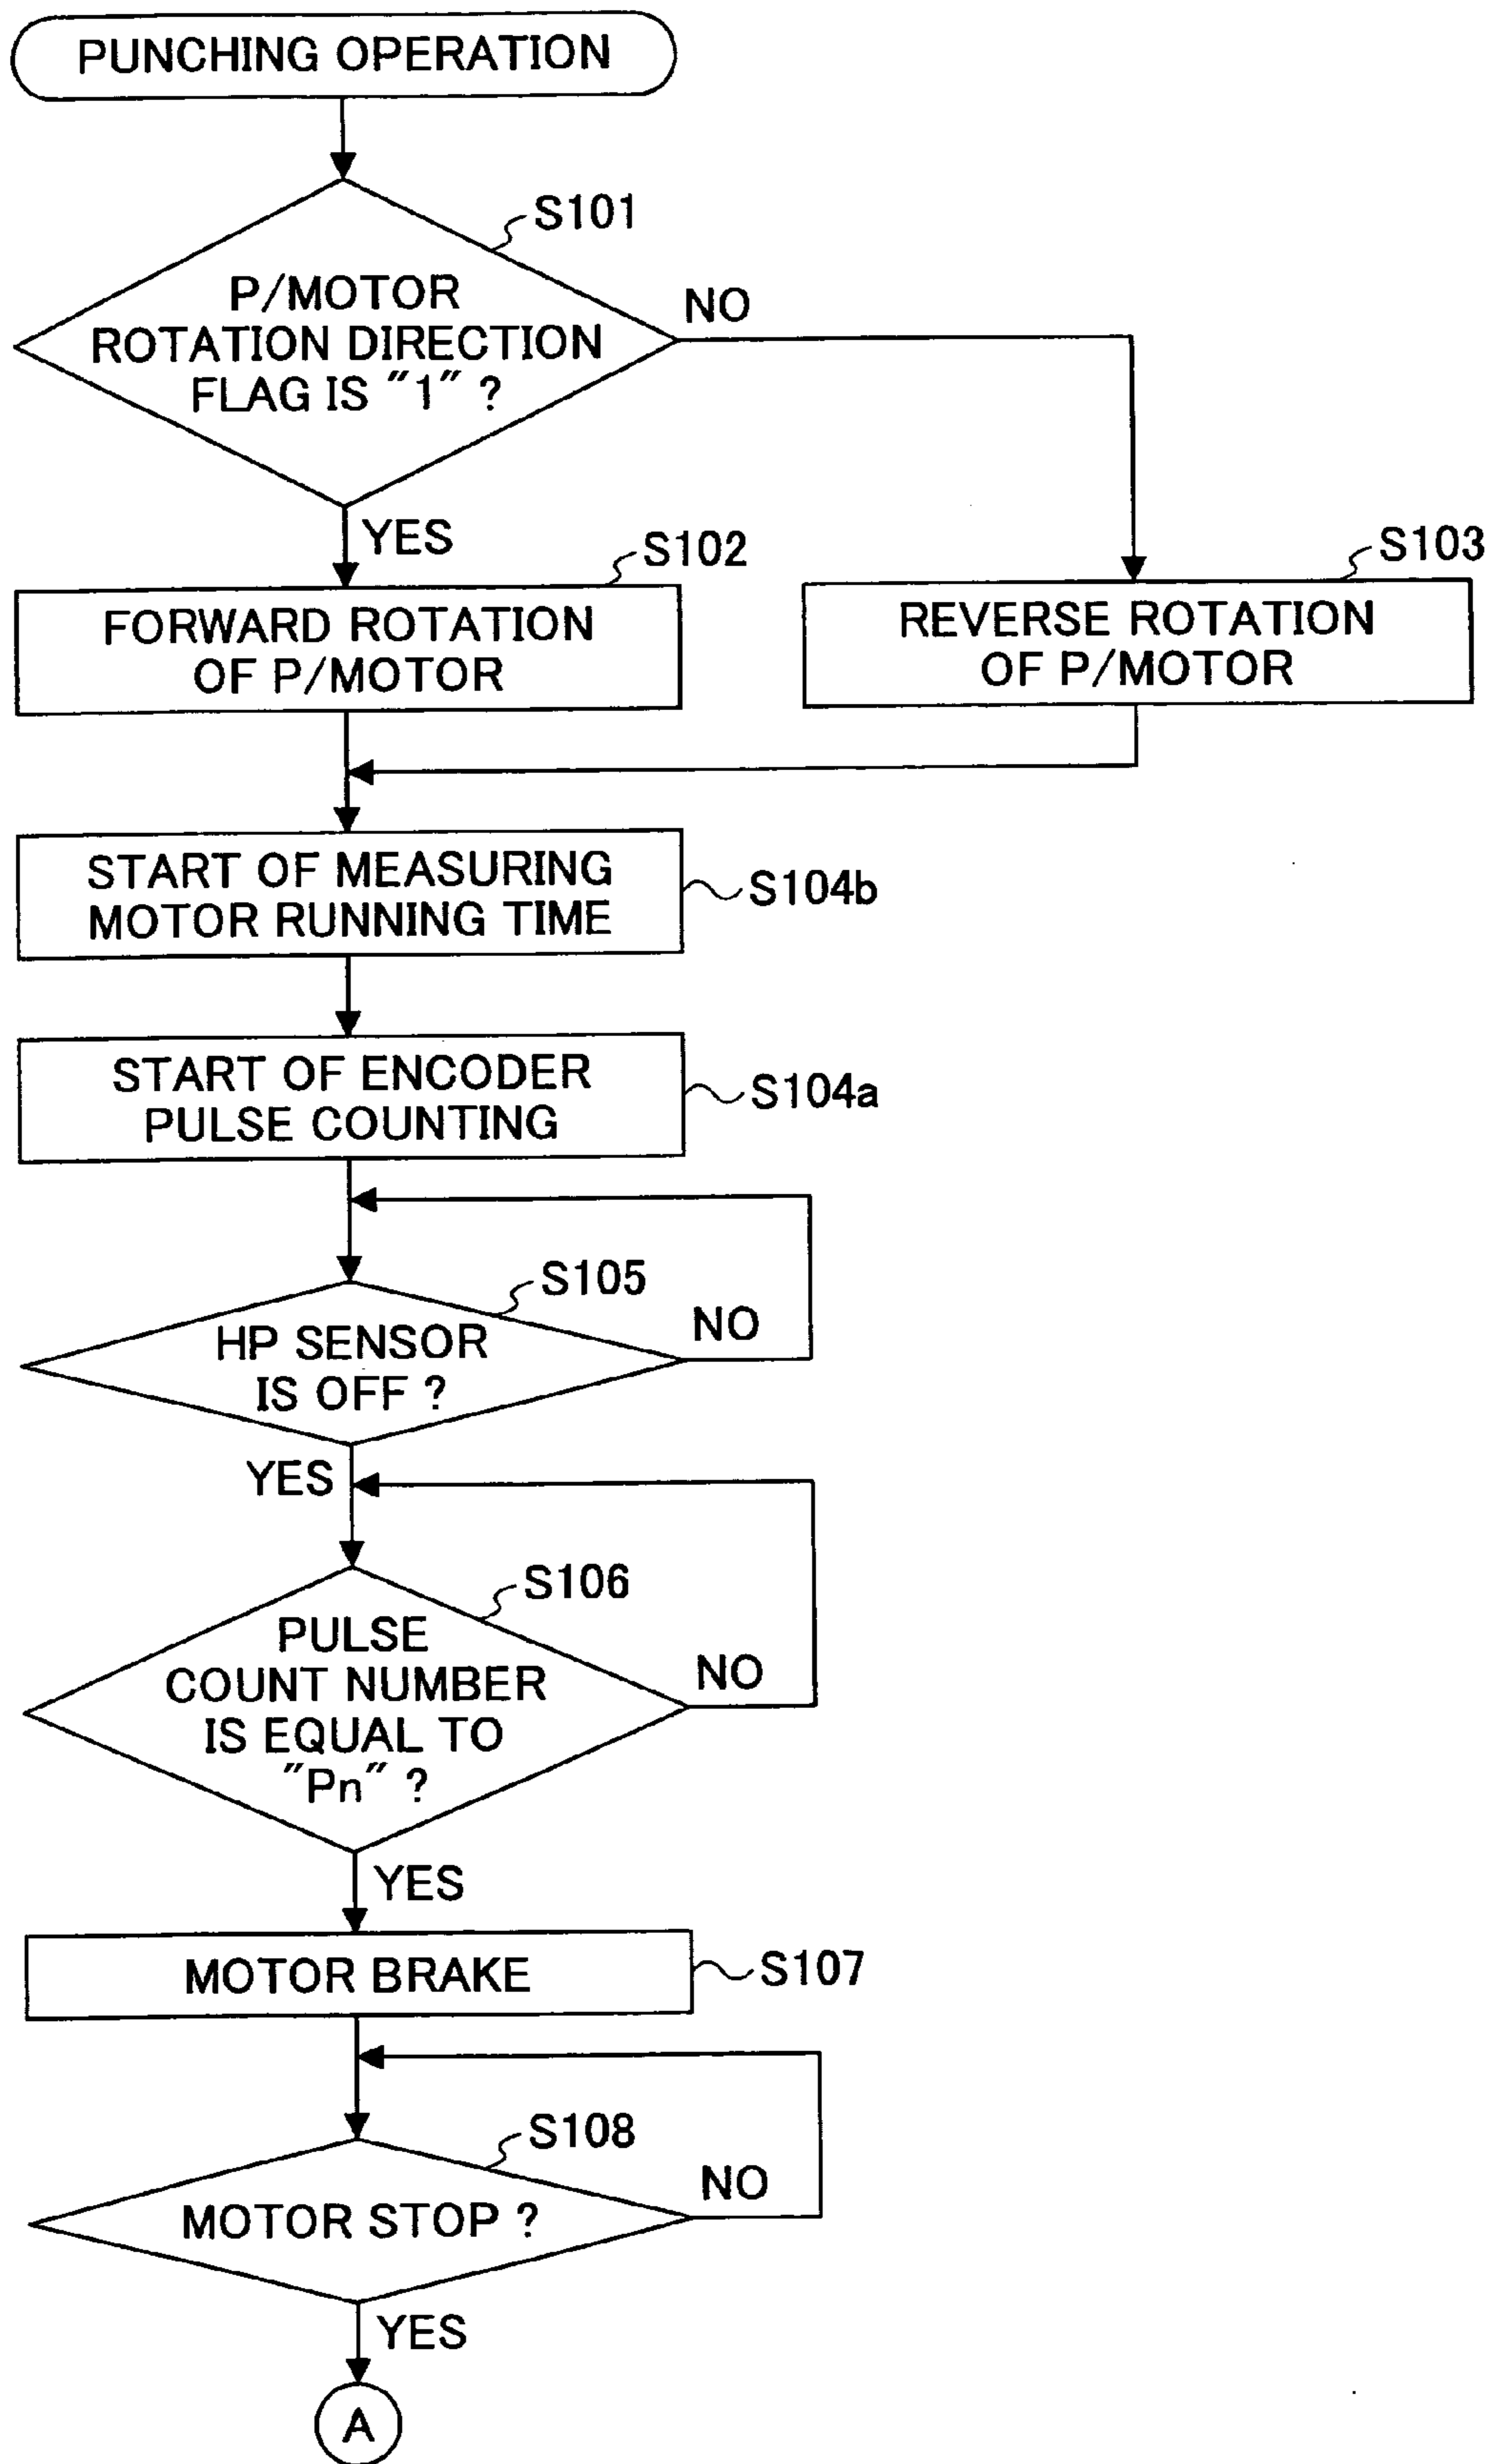 PUNCHING OPERATION
S101
P/MOTOR
ROTATION DIRECTION
FLAG IS "1" ?
NO
YES
S102
FORWARD ROTATION
OF P/MOTOR
S103
REVERSE ROTATION
OF P/MOTOR
START OF MEASURING
MOTOR RUNNING TIME
S104b
START OF ENCODER
PULSE COUNTING
S104a
S105
HP SENSOR
IS OFF ?
NO
YES
S106
PULSE
COUNT NUMBER
IS EQUAL TO
"Pn" ?
NO
YES
MOTOR BRAKE
S107
S108
MOTOR STOP ?
NO
YES
A